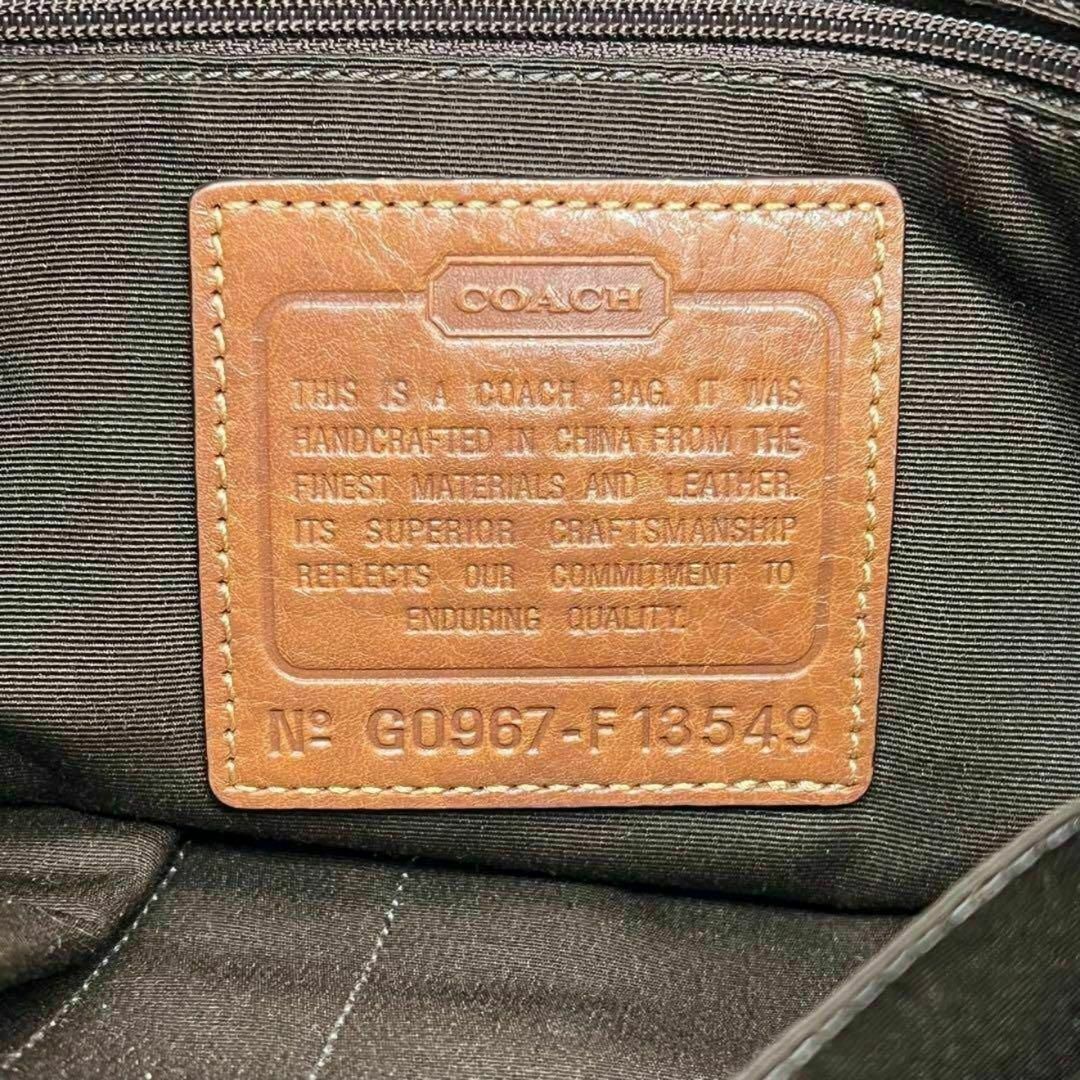 COACH
THIS IS A COACH BAG. IT WAS
HANDCRAFTED IN CHINA FROM THE
FINEST MATERIALS AND LEATHER.
ITS SUPERIOR CRAFTSMANSHIP
REFLECTS OUR COMMITMENT TO
ENDURING QUALITY.
Nº G0967-F13549